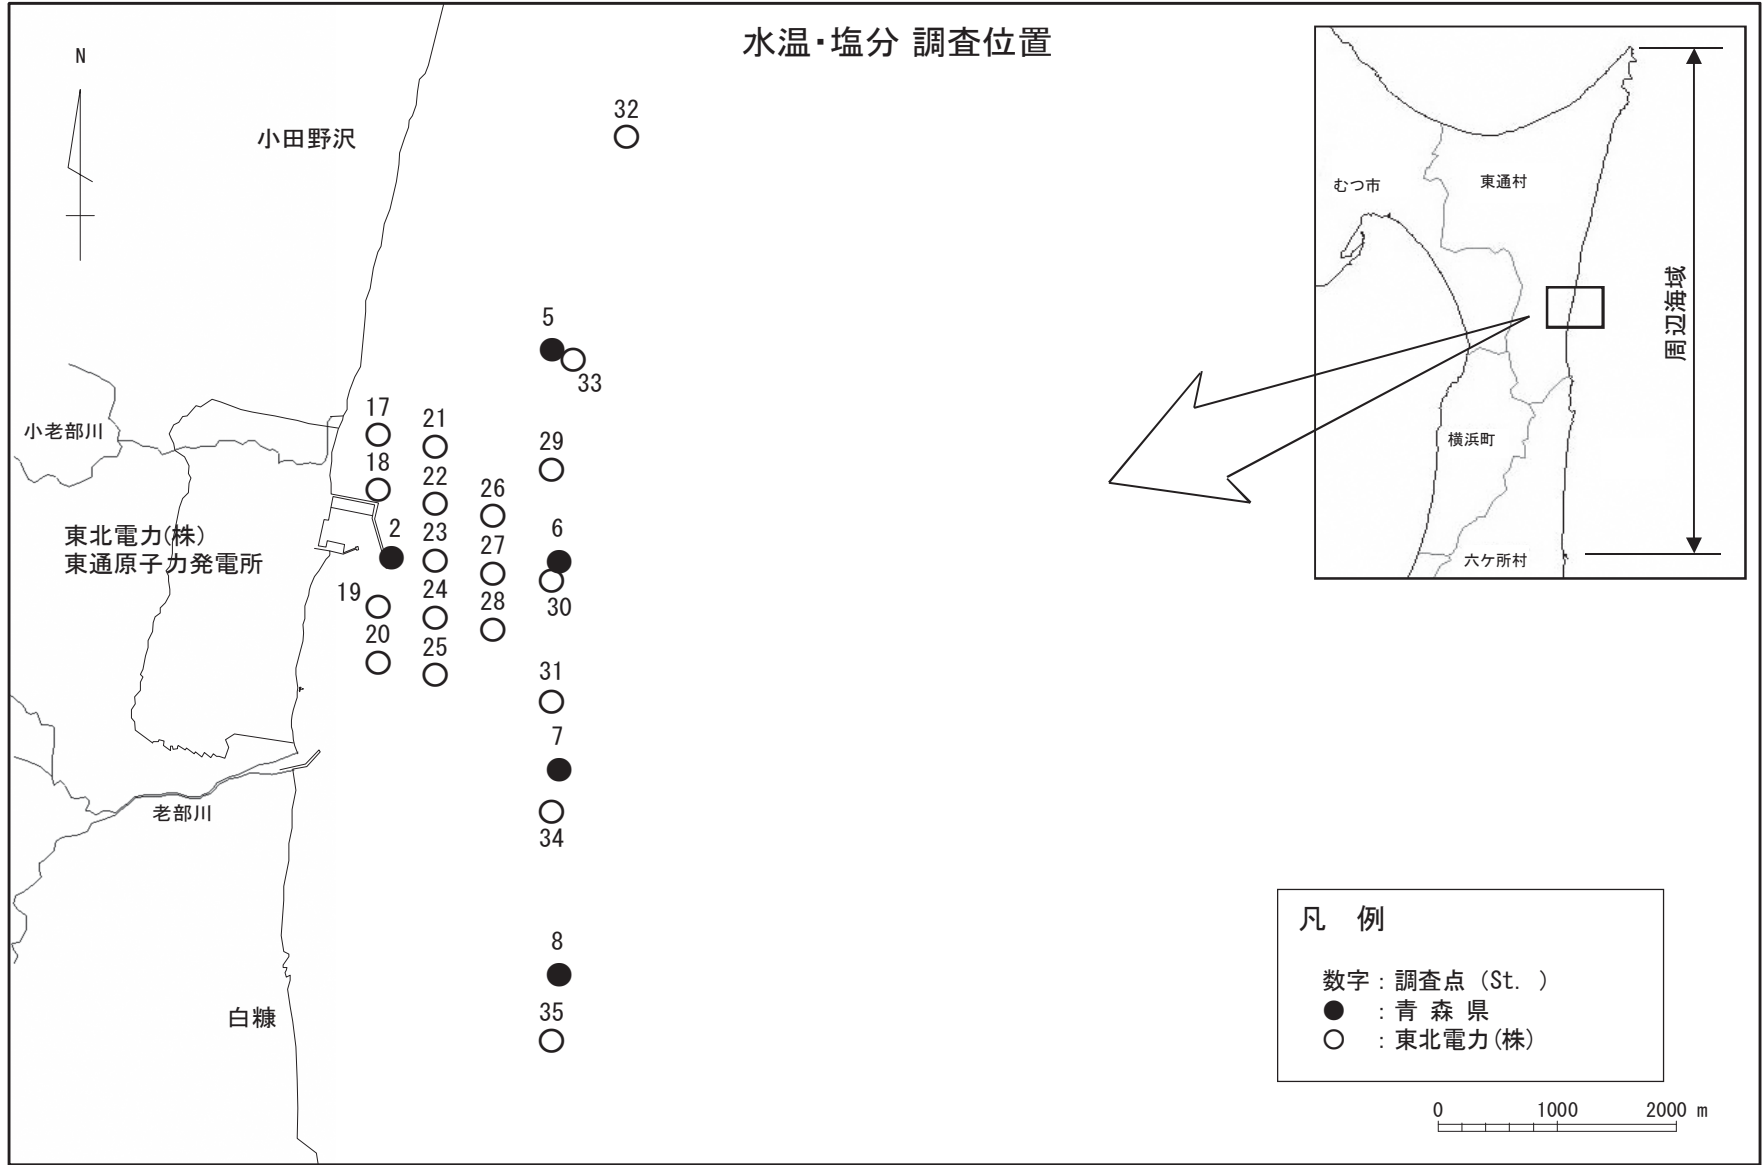 水温・塩分 調査位置
N
小田野沢
32
むつ市
東通村
周辺海域
5
33
小老部川
17
21
29
18
22
26
横浜町
東北電力(株)
東通原子力発電所
2
23
6
27
六ケ所村
19
24
28
30
20
25
31
7
老部川
34
8
白糠
35
凡 例
数字：調査点（St. ）
●：青 森 県
○：東北電力(株)
0 1000 2000 m